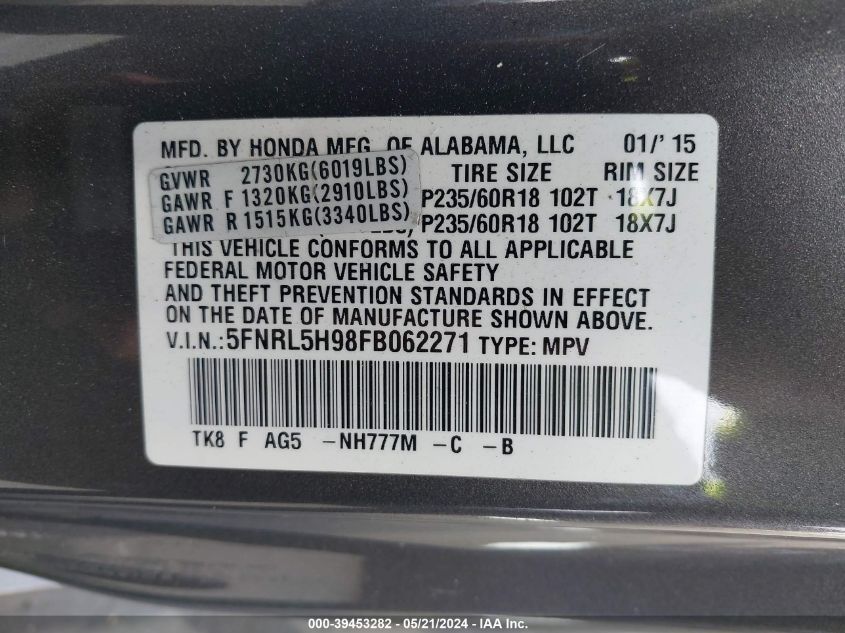 MFD. BY HONDA MFG. OF ALABAMA, LLC 01/'15
TIRE SIZE RIM SIZE
GVWR 2730KG(6019LBS)
GAWR F 1320KG(2910LBS) P235/60R18 102T 18X7J
GAWR R 1515KG(3340LBS) P235/60R18 102T 18X7J
THIS VEHICLE CONFORMS TO ALL APPLICABLE
FEDERAL MOTOR VEHICLE SAFETY
AND THEFT PREVENTION STANDARDS IN EFFECT
ON THE DATE OF MANUFACTURE SHOWN ABOVE.
V.I.N.:5FNRL5H98FB062271 TYPE: MPV
TK8 F AG5 -NH777M -C -B
000-39453282 - 05/21/2024 - IAA Inc.